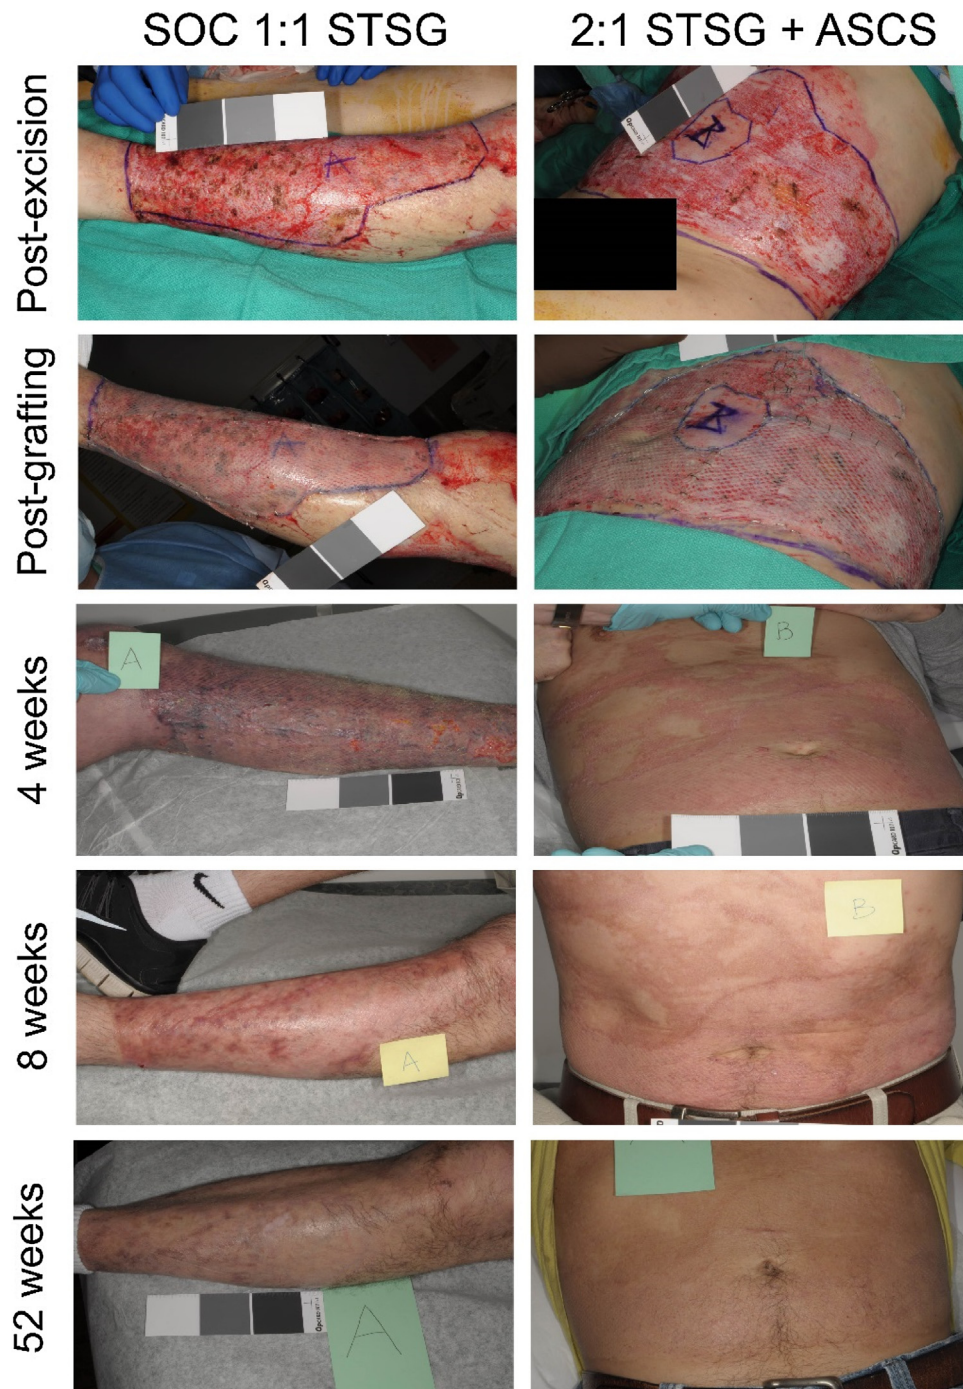 SOC 1:1 STSG
2:1 STSG + ASCS
Post-excision
A
Post-grafting
A
4 weeks
A
B
8 weeks
A
B
52 weeks
A